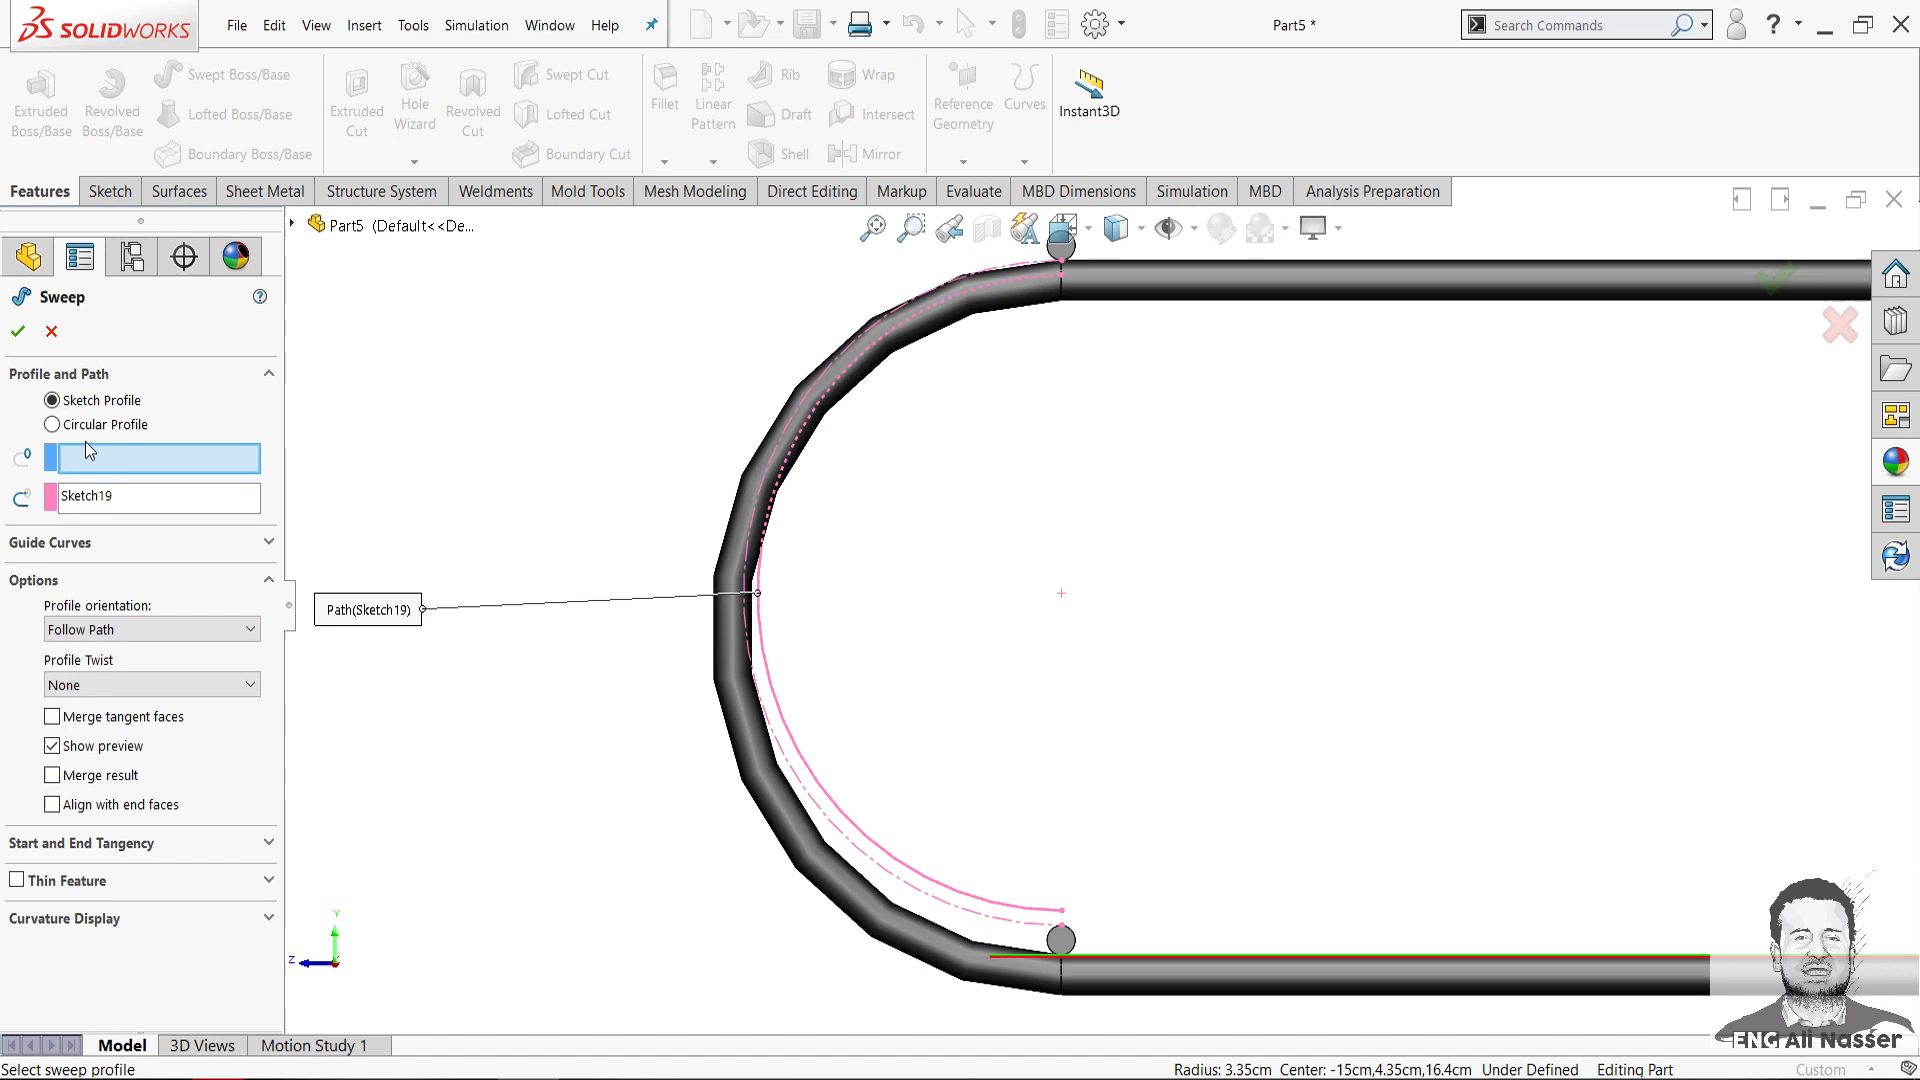 SOLIDWORKS
File Edit View Insert Tools Simulation Window Help
Part5 *
Search Commands
Extruded Boss/Base
Revolved Boss/Base
Swept Boss/Base
Lofted Boss/Base
Boundary Boss/Base
Extruded Cut
Hole Wizard
Revolved Cut
Swept Cut
Lofted Cut
Boundary Cut
Fillet
Linear Pattern
Rib
Draft
Shell
Wrap
Intersect
Mirror
Reference Geometry
Curves
Instant3D
Features Sketch Surfaces Sheet Metal Structure System Weldments Mold Tools Mesh Modeling Direct Editing Markup Evaluate MBD Dimensions Simulation MBD Analysis Preparation
Part5 (Default<<De...
Sweep
Profile and Path
Sketch Profile
Circular Profile
Sketch19
Guide Curves
Options
Profile orientation:
Follow Path
Profile Twist
None
Merge tangent faces
Show preview
Merge result
Align with end faces
Start and End Tangency
Thin Feature
Curvature Display
Path(Sketch19)
Y
Z
ENG Ali Nasser
Model 3D Views Motion Study 1
Select sweep profile
Radius: 3.35cm Center: -15cm,4.35cm,16.4cm Under Defined Editing Part Custom